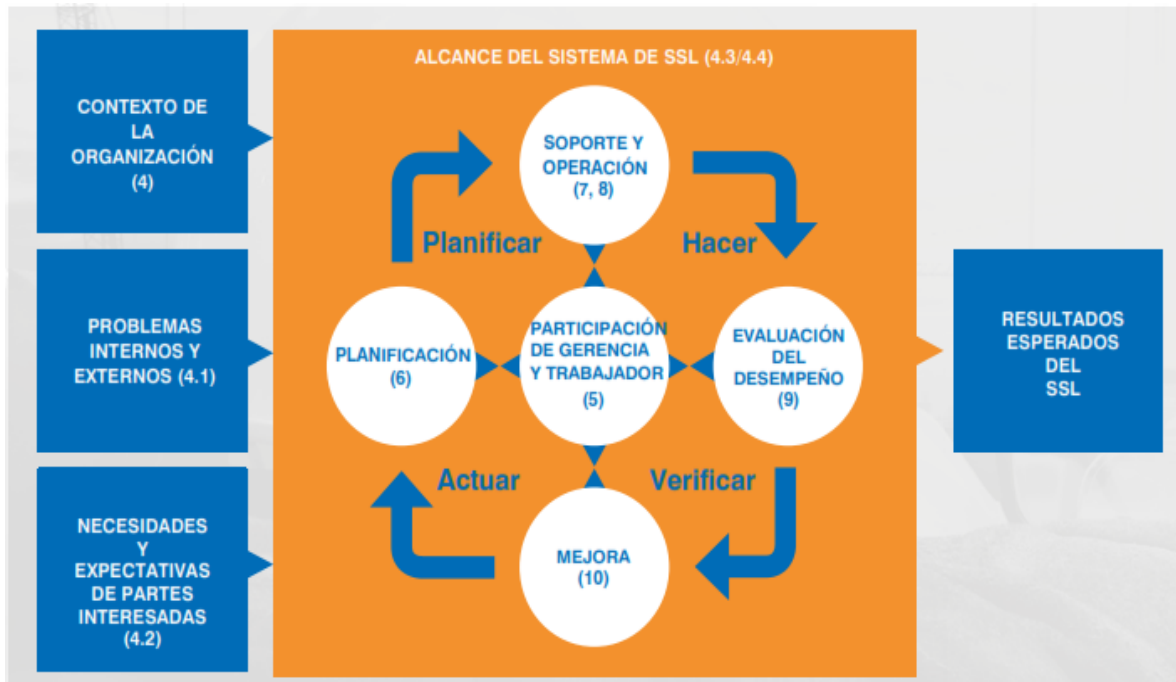 CONTEXTO DE
LA
ORGANIZACIÓN
(4)
PROBLEMAS
INTERNOS Y
EXTERNOS (4.1)
NECESIDADES
Y
EXPECTATIVAS
DE PARTES
INTERESADAS
(4.2)
ALCANCE DEL SISTEMA DE SSL (4.3/4.4)
SOPORTE Y
OPERACIÓN
(7, 8)
Planificar
Hacer
PLANIFICACIÓN
(6)
PARTICIPACIÓN
DE GERENCIA
Y TRABAJADOR
(5)
EVALUACIÓN
DEL
DESEMPEÑO
(9)
Actuar
Verificar
MEJORA
(10)
RESULTADOS
ESPERADOS
DEL
SSL